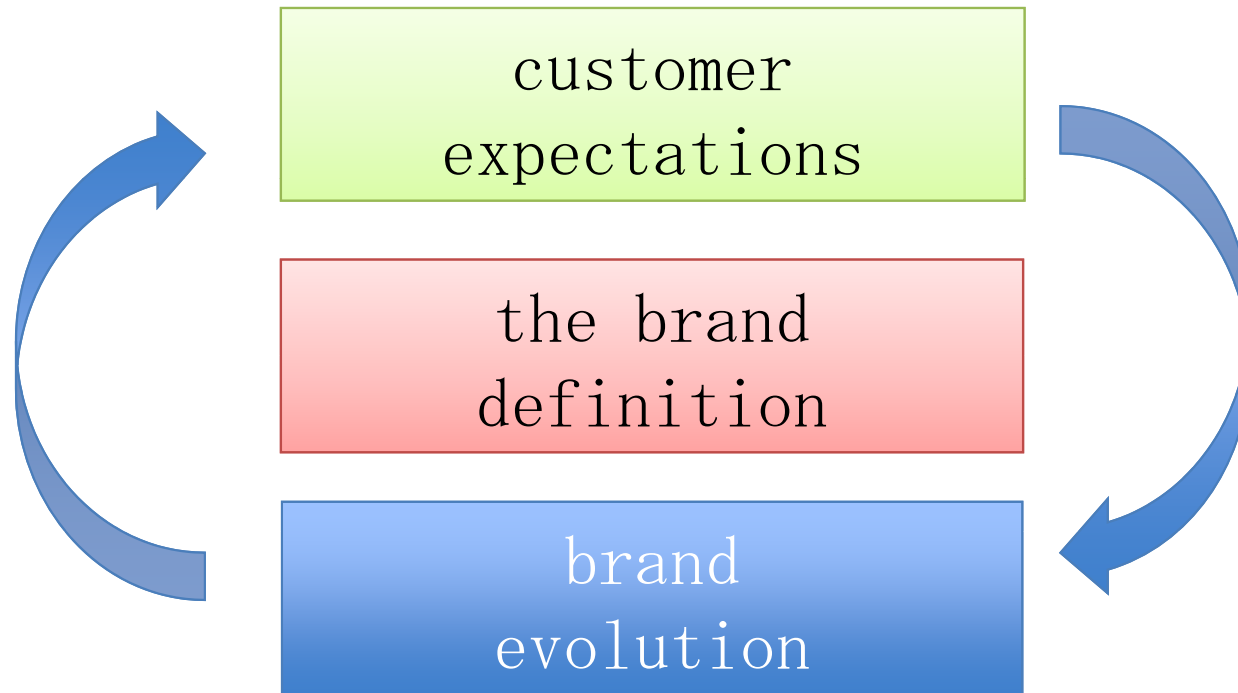 customer
expectations
the brand
definition
brand
evolution